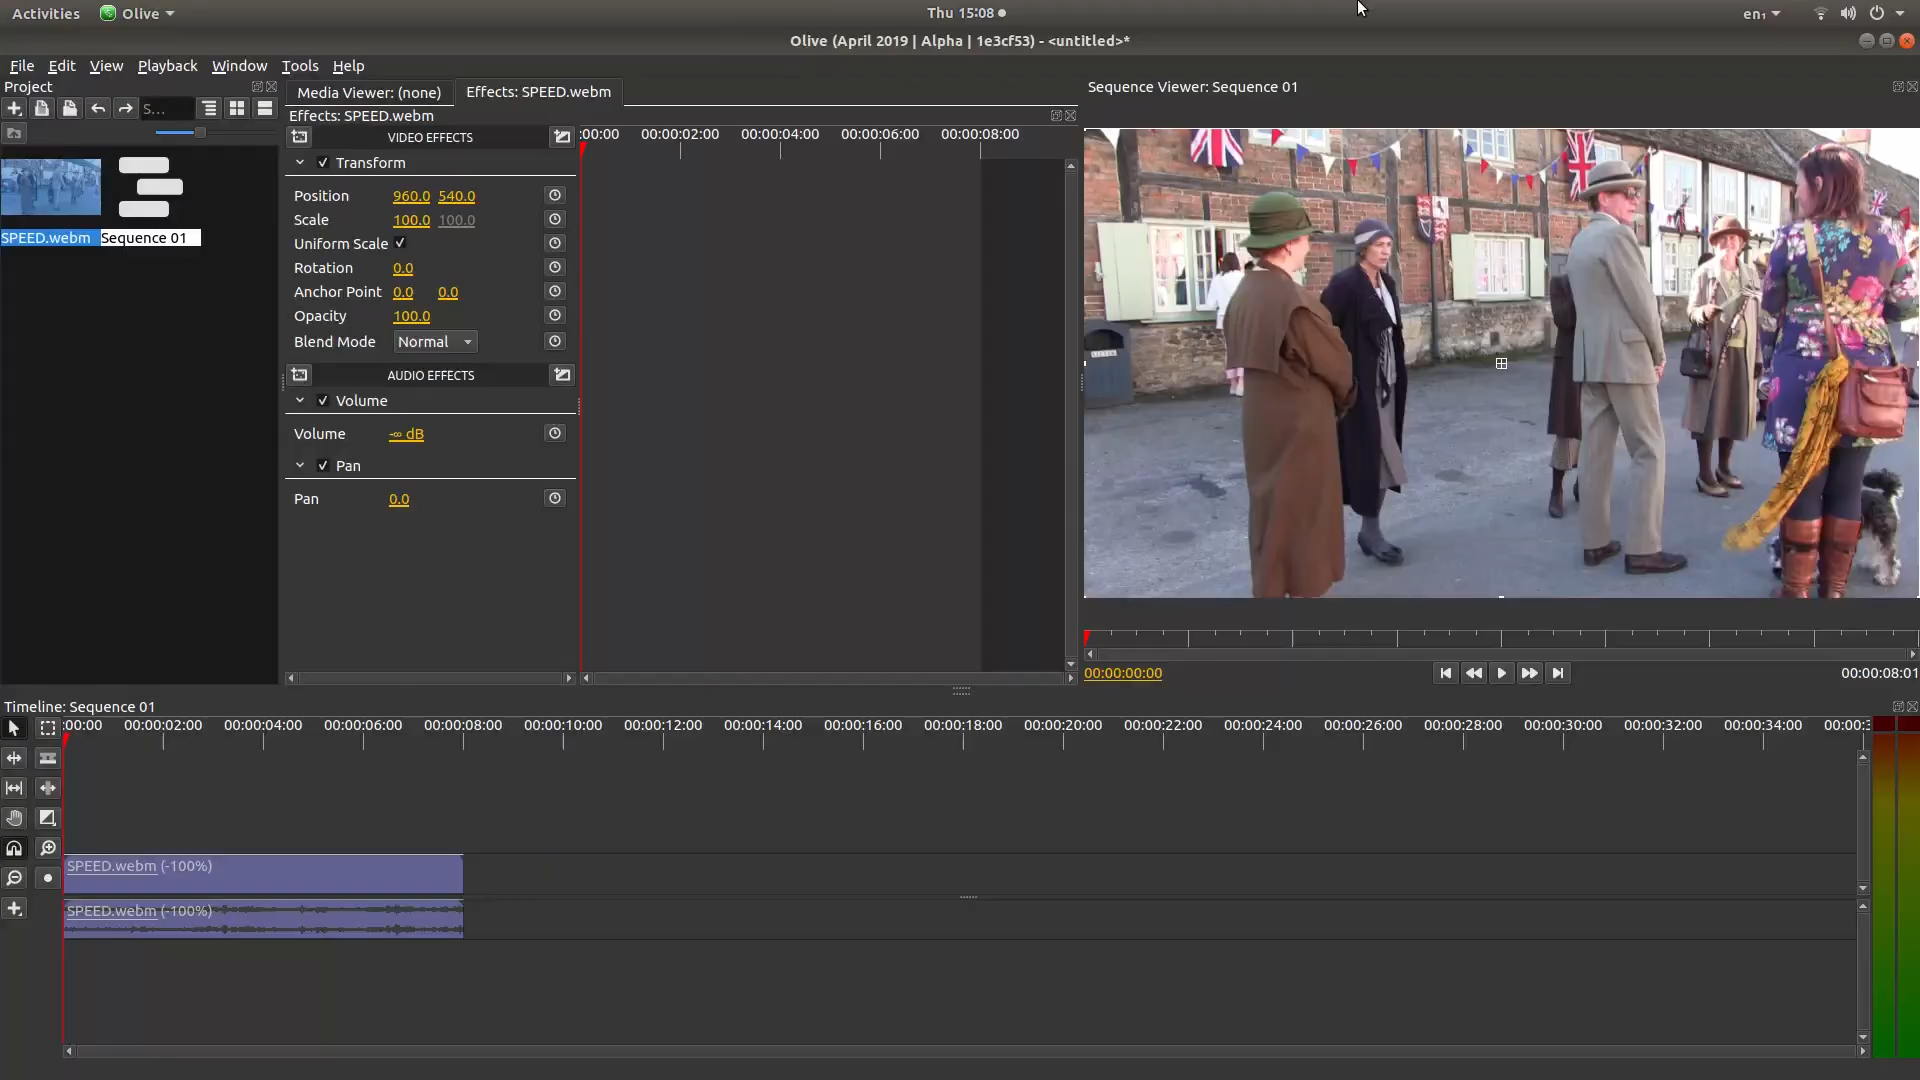 Activities Olive Thu 15:08 en₁
Olive (April 2019 | Alpha | 1e3cf53) - <untitled>*
File Edit View Playback Window Tools Help
Project
S...
SPEED.webm Sequence 01
Media Viewer: (none) Effects: SPEED.webm
Effects: SPEED.webm
VIDEO EFFECTS
:00:00 00:00:02:00 00:00:04:00 00:00:06:00 00:00:08:00
Transform
Position 960.0 540.0
Scale 100.0 100.0
Uniform Scale
Rotation 0.0
Anchor Point 0.0 0.0
Opacity 100.0
Blend Mode Normal
AUDIO EFFECTS
Volume
Volume -∞ dB
Pan
Pan 0.0
Sequence Viewer: Sequence 01
00:00:00:00 00:00:08:01
Timeline: Sequence 01
:00:00 00:00:02:00 00:00:04:00 00:00:06:00 00:00:08:00 00:00:10:00 00:00:12:00 00:00:14:00 00:00:16:00 00:00:18:00 00:00:20:00 00:00:22:00 00:00:24:00 00:00:26:00 00:00:28:00 00:00:30:00 00:00:32:00 00:00:34:00 00:00:
SPEED.webm (-100%)
SPEED.webm (-100%)